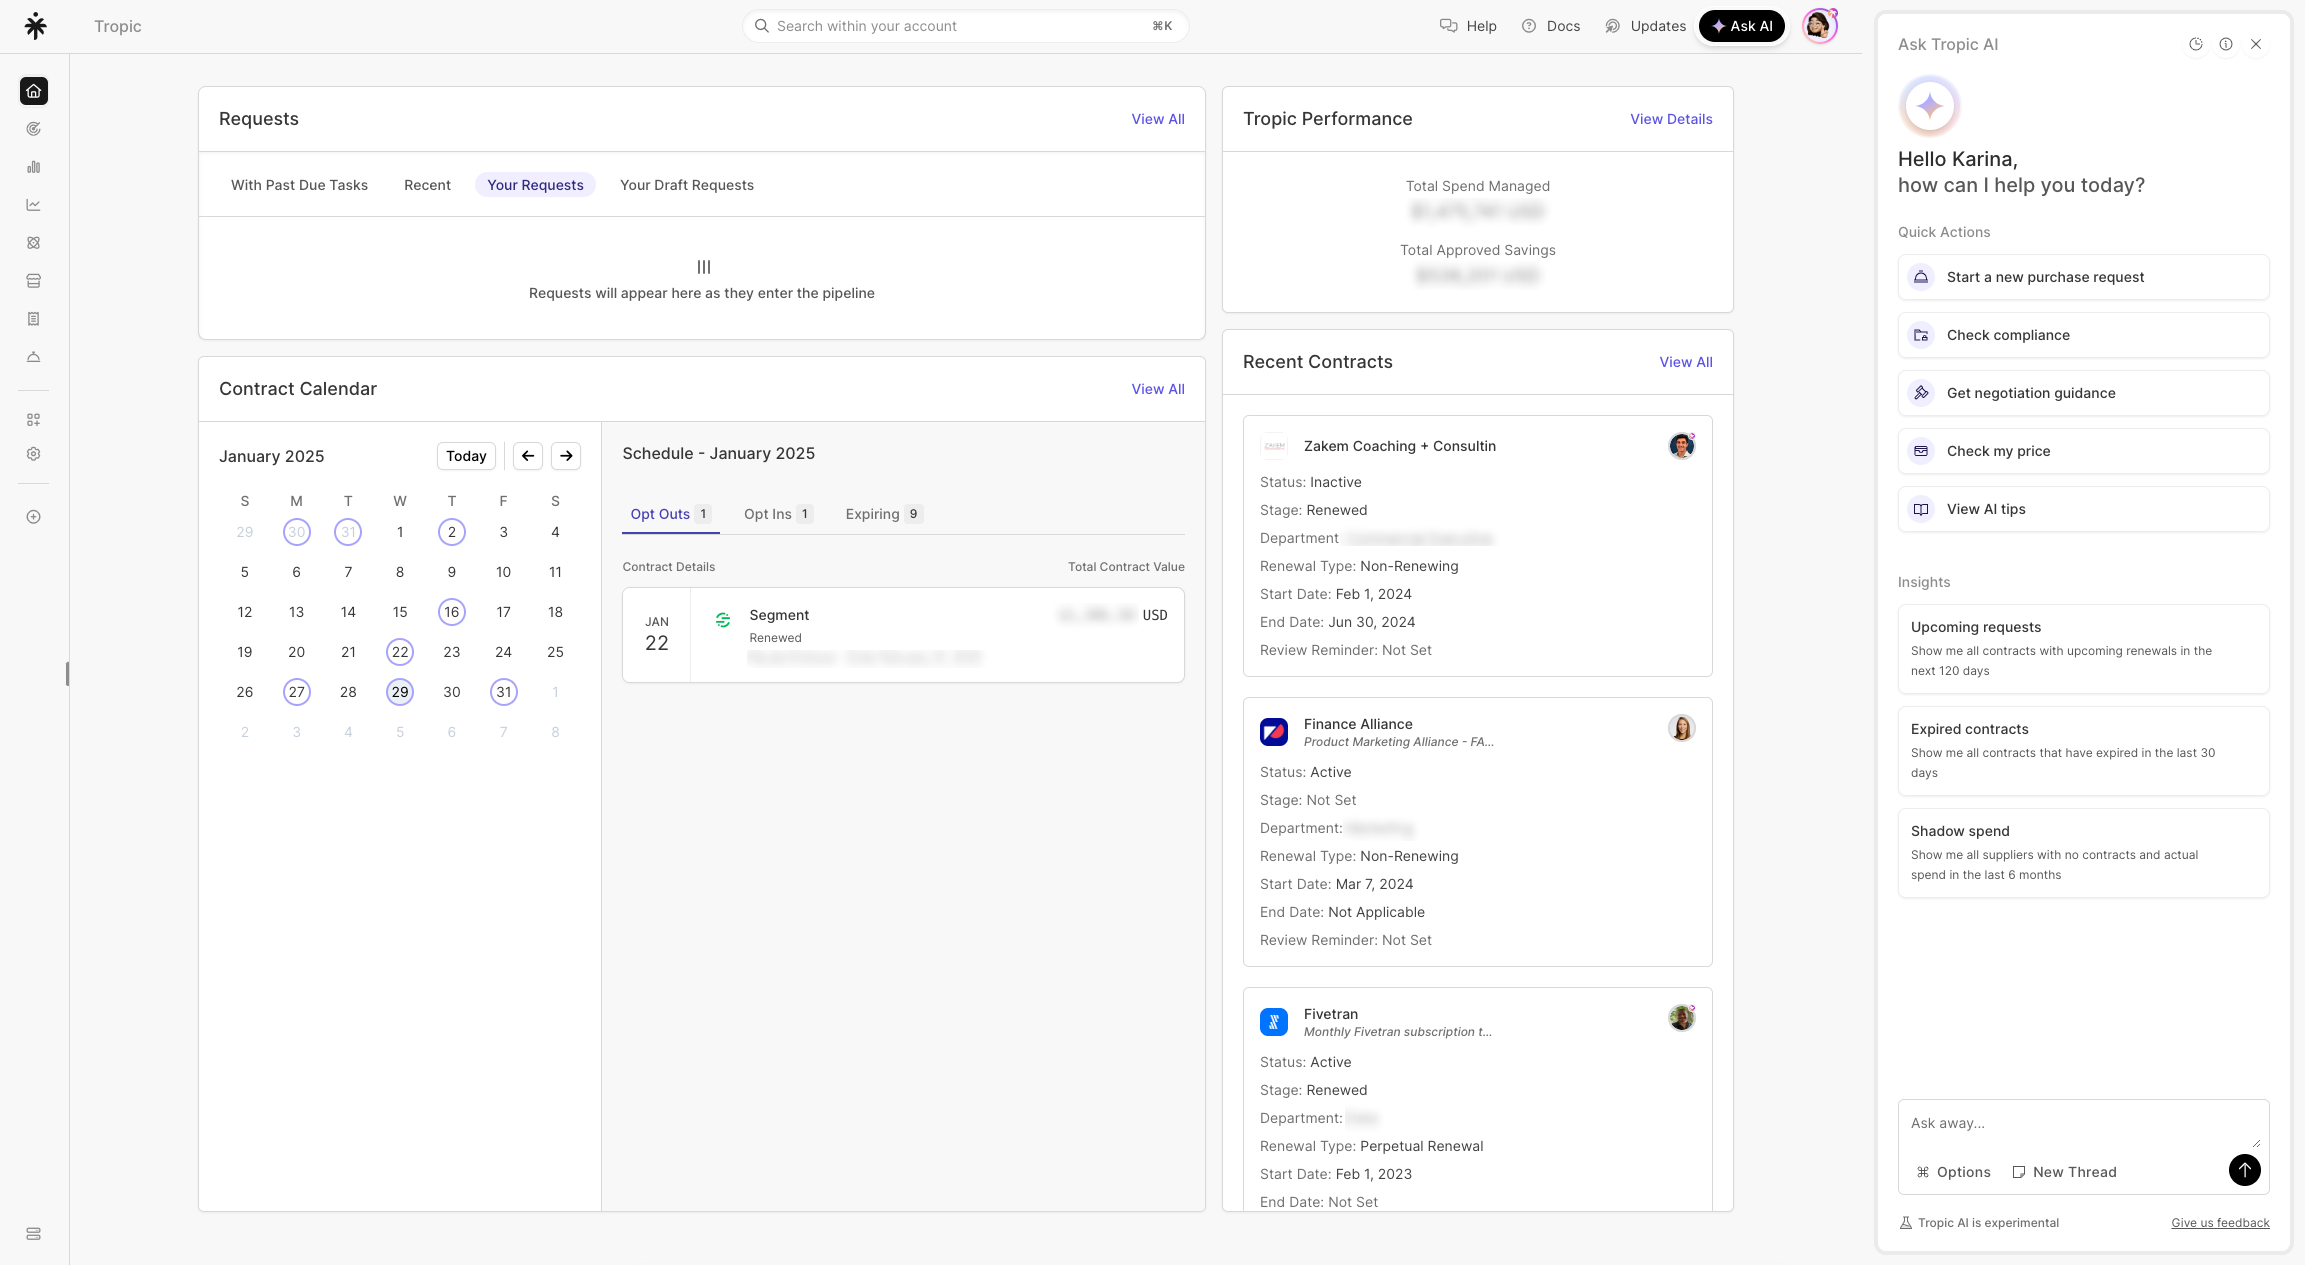 Tropic
Search within your account
⌘K
Help
Docs
Updates
Ask AI
Requests
View All
With Past Due Tasks
Recent
Your Requests
Your Draft Requests
Requests will appear here as they enter the pipeline
Contract Calendar
View All
January 2025
Today
S M T W T F S
29 30 31 1 2 3 4
5 6 7 8 9 10 11
12 13 14 15 16 17 18
19 20 21 22 23 24 25
26 27 28 29 30 31 1
2 3 4 5 6 7 8
Schedule - January 2025
Opt Outs 1
Opt Ins 1
Expiring 9
Contract Details
Total Contract Value
JAN
22
Segment
USD
Renewed
Tropic Performance
View Details
Total Spend Managed
Total Approved Savings
Recent Contracts
View All
ZAKEM
Zakem Coaching + Consultin
Status: Inactive
Stage: Renewed
Department
Renewal Type: Non-Renewing
Start Date: Feb 1, 2024
End Date: Jun 30, 2024
Review Reminder: Not Set
Finance Alliance
Product Marketing Alliance - FA...
Status: Active
Stage: Not Set
Department:
Renewal Type: Non-Renewing
Start Date: Mar 7, 2024
End Date: Not Applicable
Review Reminder: Not Set
Fivetran
Monthly Fivetran subscription t...
Status: Active
Stage: Renewed
Department:
Renewal Type: Perpetual Renewal
Start Date: Feb 1, 2023
End Date: Not Set
Ask Tropic AI
Hello Karina,
how can I help you today?
Quick Actions
Start a new purchase request
Check compliance
Get negotiation guidance
Check my price
View AI tips
Insights
Upcoming requests
Show me all contracts with upcoming renewals in the
next 120 days
Expired contracts
Show me all contracts that have expired in the last 30
days
Shadow spend
Show me all suppliers with no contracts and actual
spend in the last 6 months
Ask away...
⌘ Options
New Thread
Tropic AI is experimental
Give us feedback